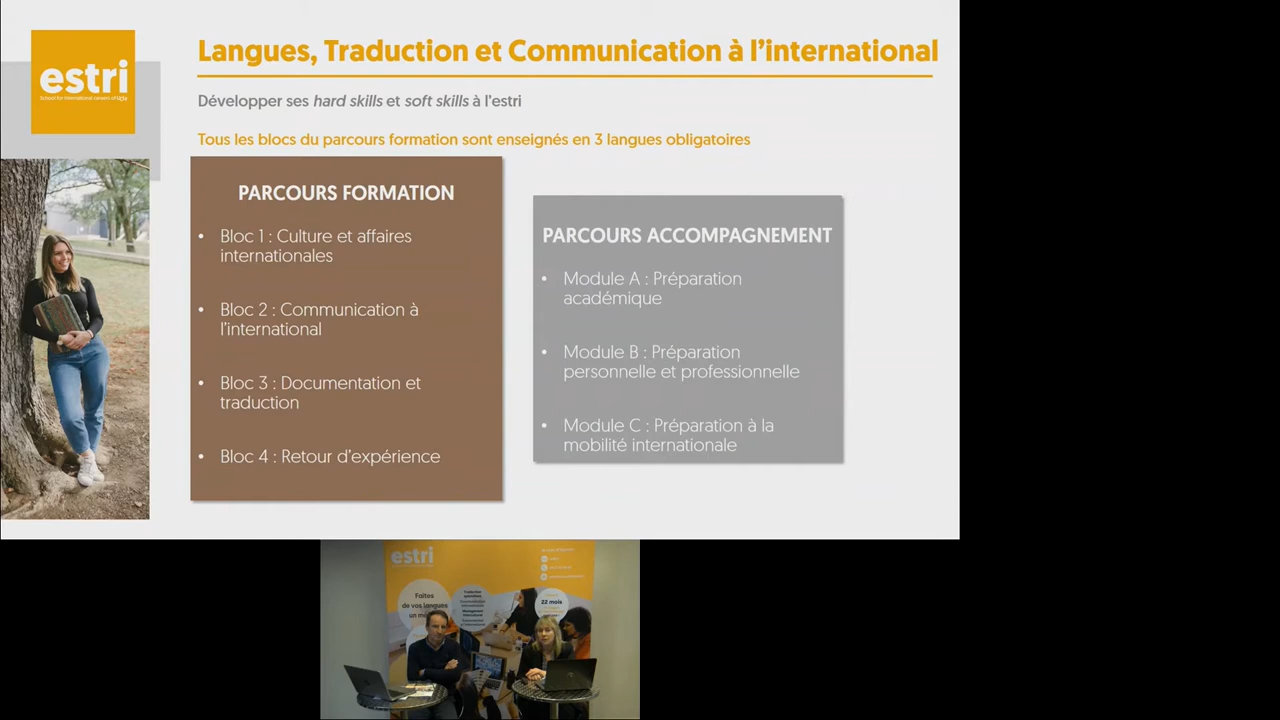 estri
School for international careers of ucly
Langues, Traduction et Communication à l'international
Développer ses hard skills et soft skills à l'estri
Tous les blocs du parcours formation sont enseignés en 3 langues obligatoires
PARCOURS FORMATION
• Bloc 1 : Culture et affaires
internationales
• Bloc 2 : Communication à
l'international
• Bloc 3 : Documentation et
traduction
• Bloc 4 : Retour d'expérience
PARCOURS ACCOMPAGNEMENT
• Module A : Préparation
académique
• Module B : Préparation
personnelle et professionnelle
• Module C : Préparation à la
mobilité internationale
estri
Faites
de vos langues
22 mois